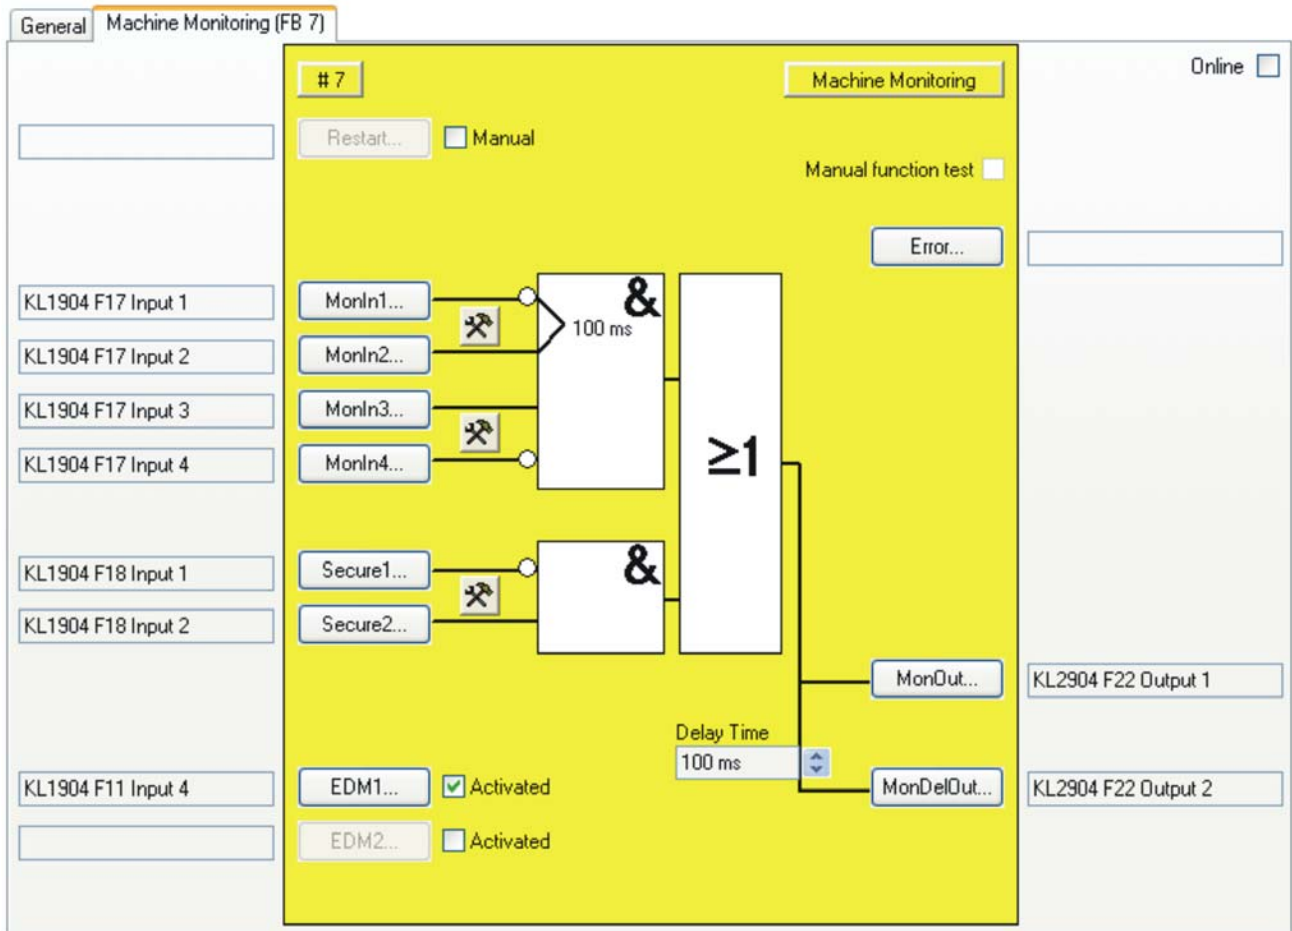 General
Machine Monitoring (FB 7)
Online
# 7
Machine Monitoring
Restart...
Manual
Manual function test
Error...
KL1904 F17 Input 1
MonIn1...
&
100 ms
KL1904 F17 Input 2
MonIn2...
KL1904 F17 Input 3
MonIn3...
KL1904 F17 Input 4
MonIn4...
≥1
KL1904 F18 Input 1
Secure1...
&
KL1904 F18 Input 2
Secure2...
MonOut...
KL2904 F22 Output 1
Delay Time
100 ms
KL1904 F11 Input 4
EDM1...
Activated
MonDelOut...
KL2904 F22 Output 2
EDM2...
Activated